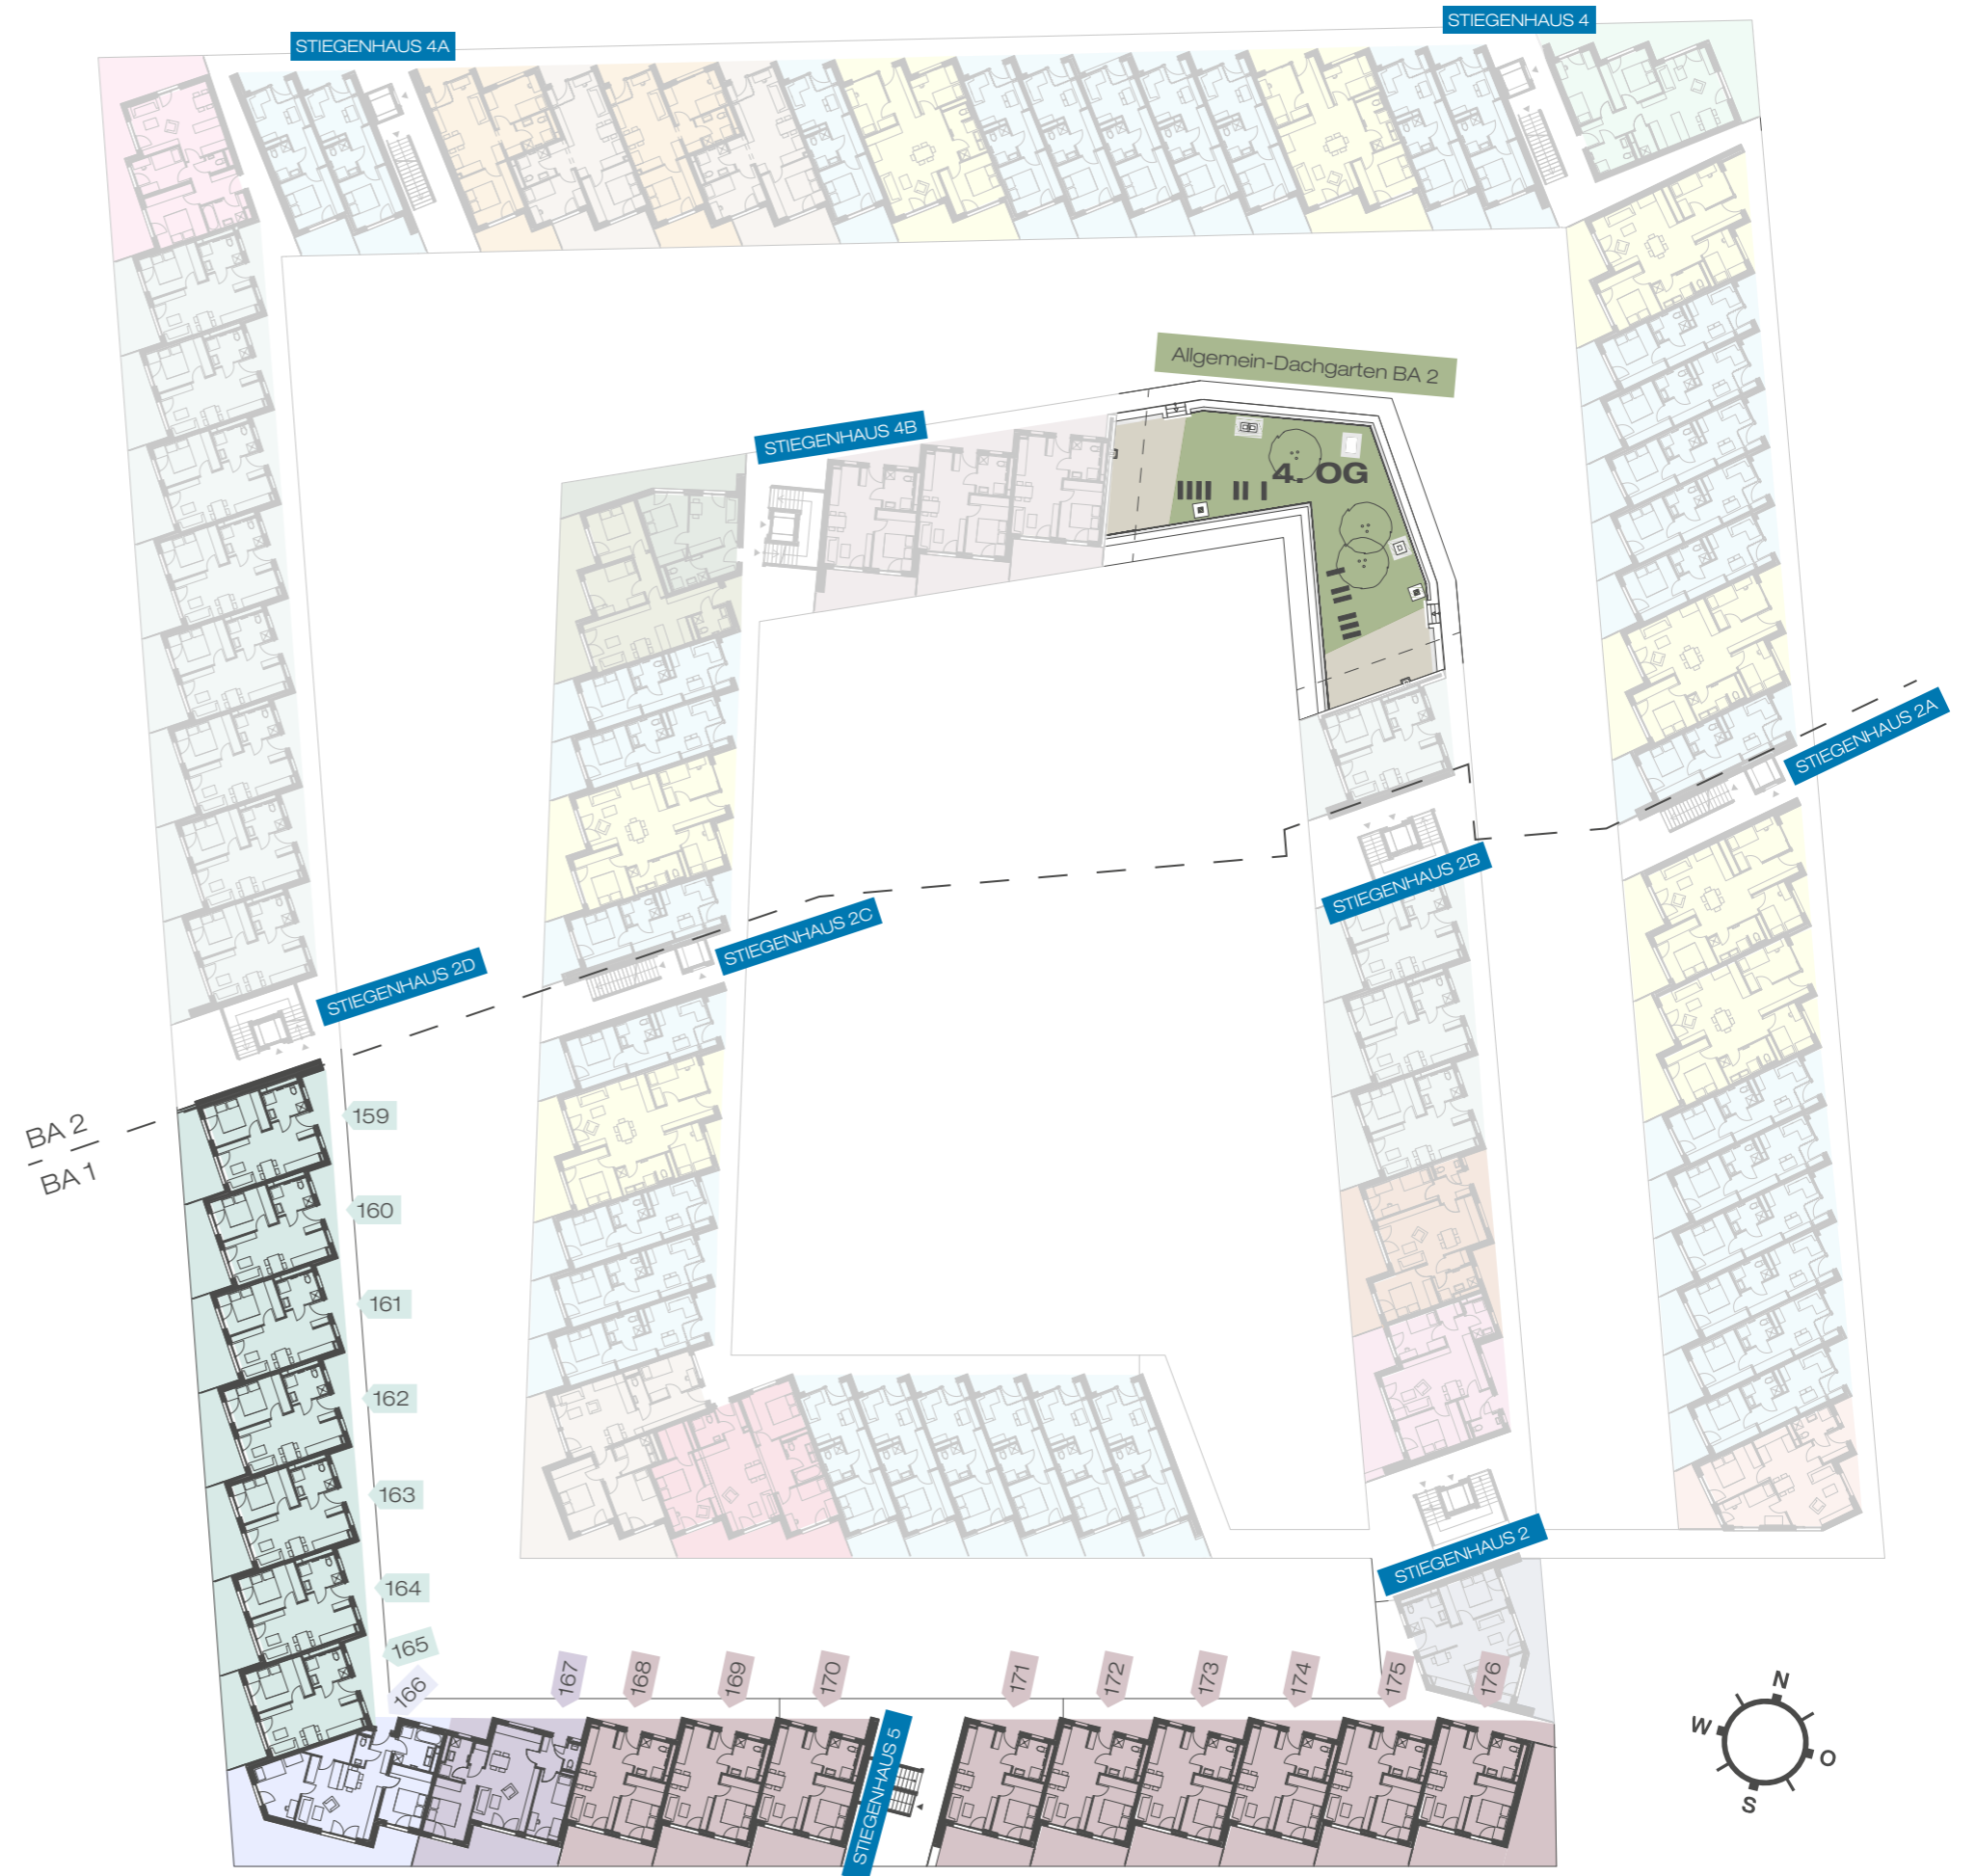 STIEGENHAUS 4
STIEGENHAUS 4A
Allgemein-Dachgarten BA 2
STIEGENHAUS 4B
4. OG
STIEGENHAUS 2A
STIEGENHAUS 2B
STIEGENHAUS 2C
STIEGENHAUS 2D
BA 2
BA 1
159
160
161
162
163
164
165
166
167
168
169
170
171
172
173
174
175
176
STIEGENHAUS 2
STIEGENHAUS 5
N
W
O
S